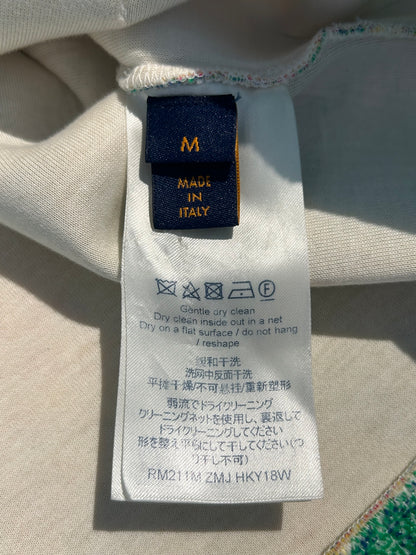 M
MADE
IN
ITALY
F
Gentle dry clean
Dry clean inside out in a net
Dry on a flat surface / do not hang
/ reshape
缓和干洗
洗网中反面干洗
平摊干燥/不可悬挂/重新塑形
弱流でドライクリーニング
クリーニングネットを使用し、裏返して
ドライクリーニングしてください
形を整え平らにして干してください(つ
り干し不可)
RM211M ZMJ HKY18W